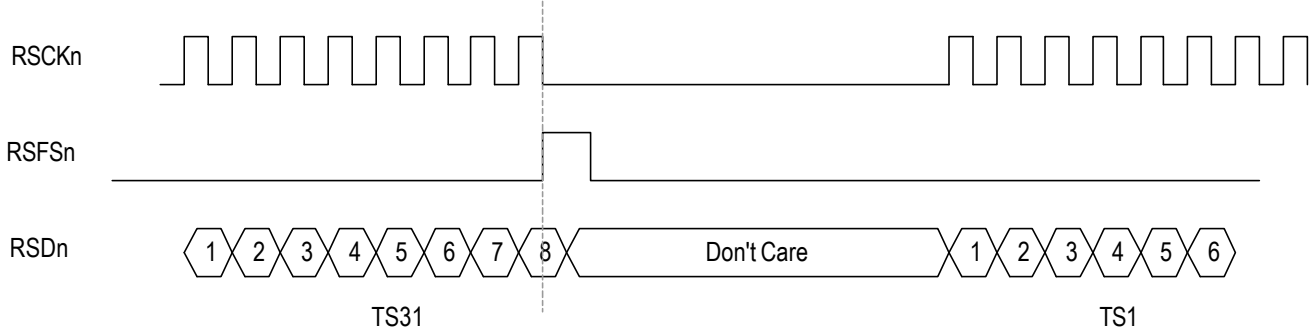 RSCKn
RSFSn
RSDn 1 2 3 4 5 6 7 8 Don't Care 1 2 3 4 5 6
TS31 TS1